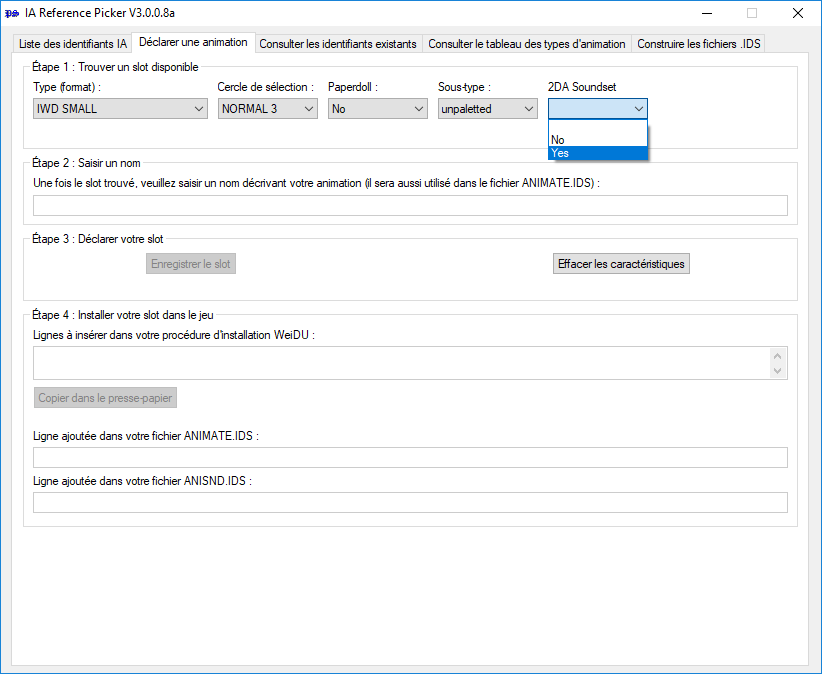 IA Reference Picker V3.0.0.8a
Liste des identifiants IA
Déclarer une animation
Consulter les identifiants existants
Consulter le tableau des types d'animation
Construire les fichiers .IDS
Étape 1 : Trouver un slot disponible
Type (format) :
Cercle de sélection :
Paperdoll :
Sous-type :
2DA Soundset
IWD SMALL
NORMAL 3
No
unpaletted
No
Yes
Étape 2 : Saisir un nom
Une fois le slot trouvé, veuillez saisir un nom décrivant votre animation (il sera aussi utilisé dans le fichier ANIMATE.IDS) :
Étape 3 : Déclarer votre slot
Enregistrer le slot
Effacer les caractéristiques
Étape 4 : Installer votre slot dans le jeu
Lignes à insérer dans votre procédure d'installation WeiDU :
Copier dans le presse-papier
Ligne ajoutée dans votre fichier ANIMATE.IDS :
Ligne ajoutée dans votre fichier ANISND.IDS :